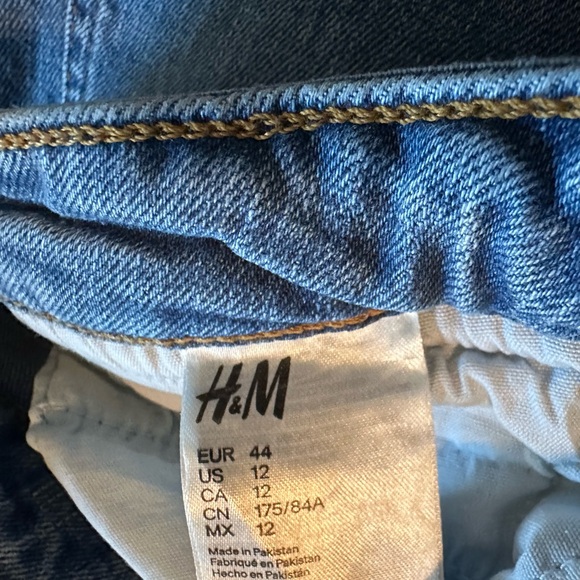 H&M
EUR 44
US 12
CA 12
CN 175/84A
MX 12
Made in Pakistan
Fabriqué en Pakistan
Hecho en Pakistán